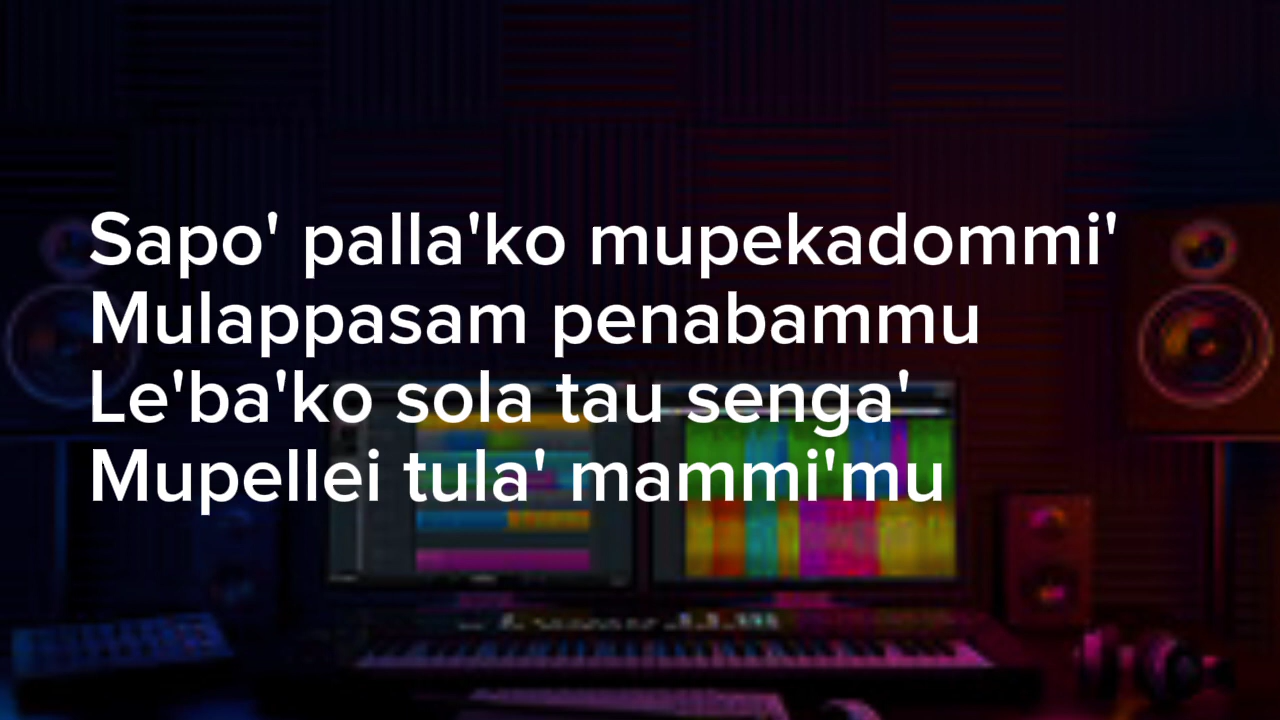 Sapo' palla'ko mupekadommi'
Mulappasam penabammu
Le'ba'ko sola tau senga'
Mupellei tula' mammi'mu